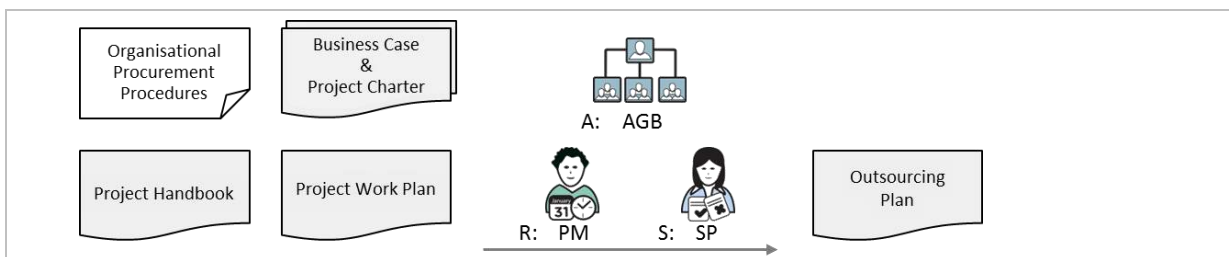 Organisational
Procurement
Procedures
Business Case
&
Project Charter
A: AGB
Project Handbook
Project Work Plan
January
31
R: PM
S: SP
Outsourcing
Plan